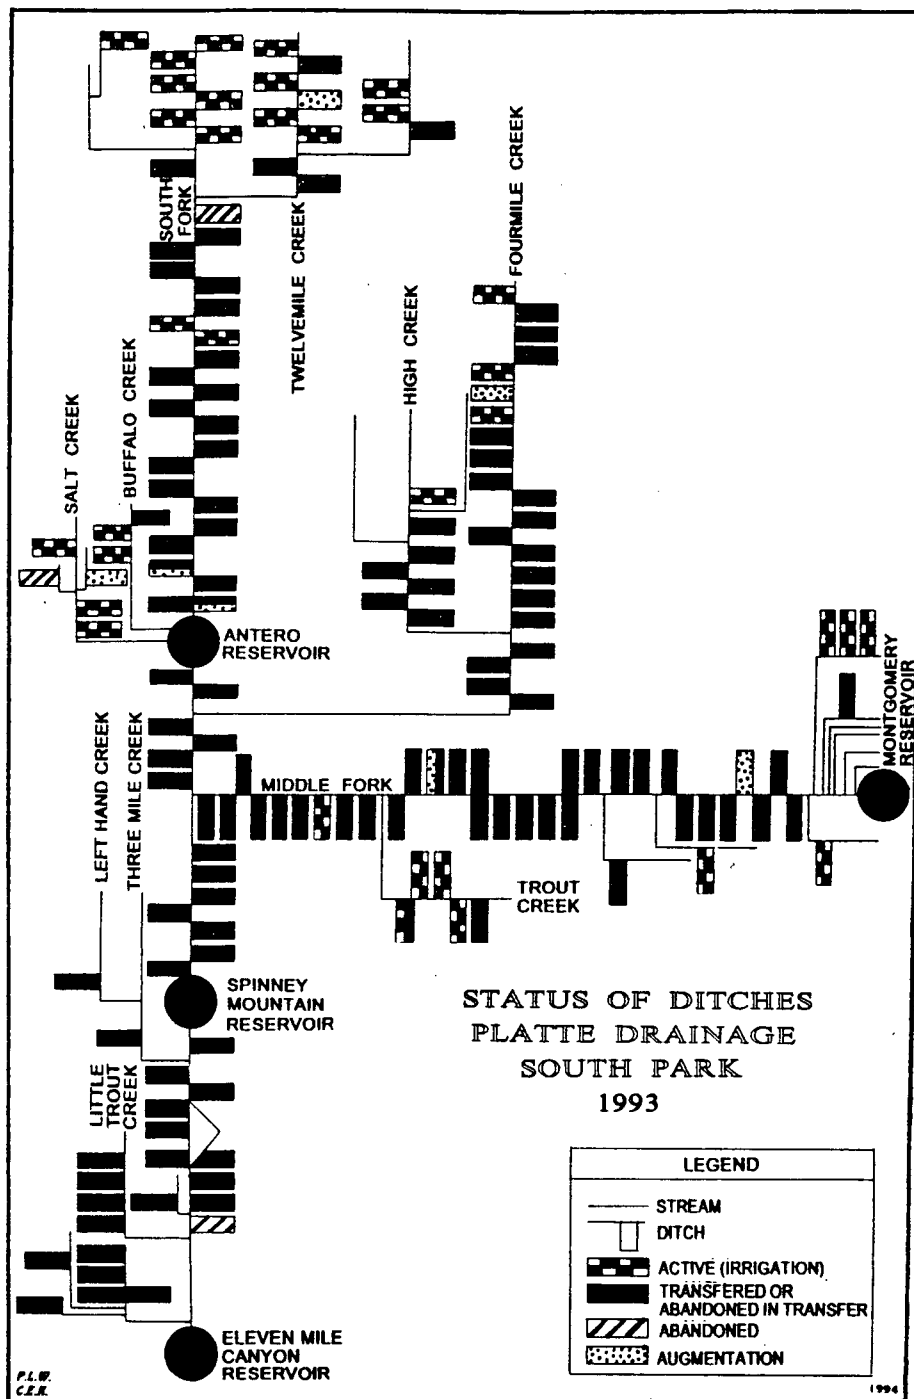 SOUTH
FORK
TWELVEMILE CREEK
FOURMILE CREEK
HIGH CREEK
BUFFALO CREEK
SALT CREEK
ANTERO
RESERVOIR
MONTGOMERY
RESERVOIR
MIDDLE FORK
LEFT HAND CREEK
THREE MILE CREEK
TROUT
CREEK
SPINNEY
MOUNTAIN
RESERVOIR
STATUS OF DITCHES
PLATTE DRAINAGE
SOUTH PARK
1993
LITTLE
TROUT
CREEK
LEGEND
STREAM
DITCH
ACTIVE (IRRIGATION)
TRANSFERED OR
ABANDONED IN TRANSFER
ABANDONED
AUGMENTATION
ELEVEN MILE
CANYON
RESERVOIR
P.L.W.
C.E.R.
1994